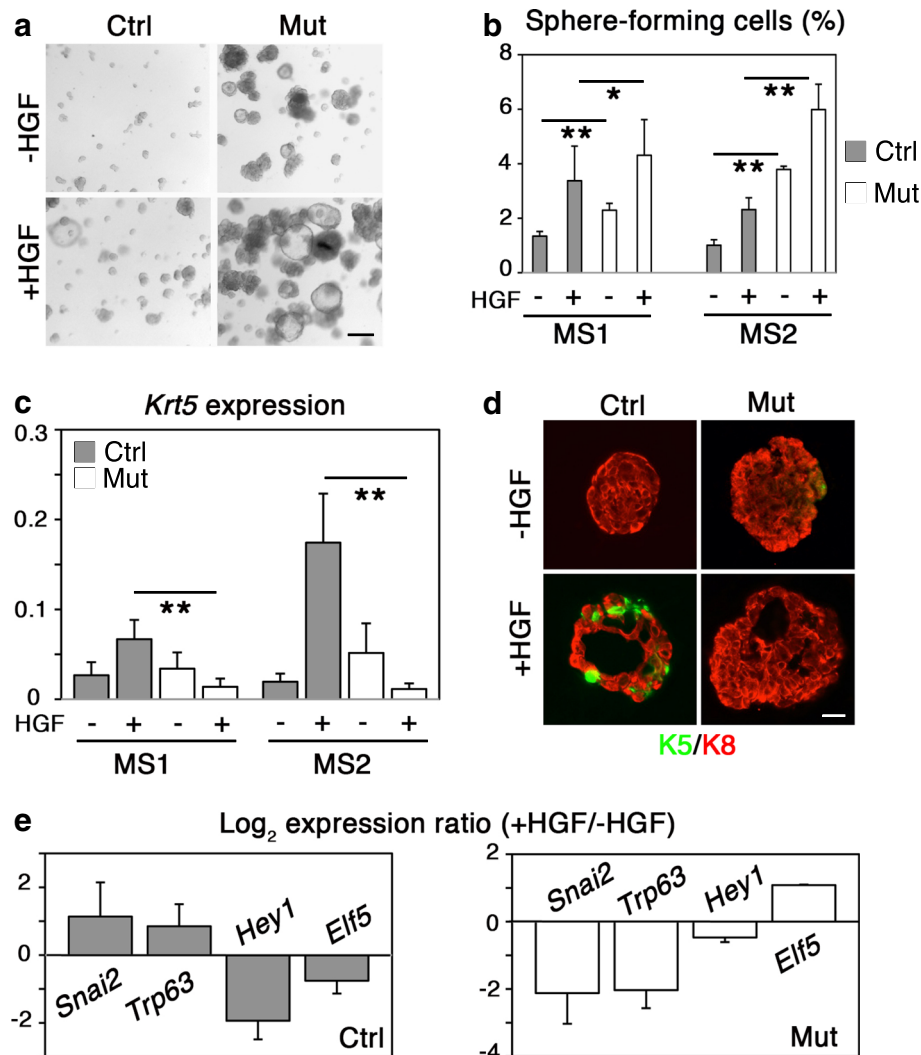 a
Ctrl Mut
-HGF
+HGF
b Sphere-forming cells (%)
8
6
4
2
0
*
**
**
**
Ctrl
Mut
HGF - + - + - + - +
MS1 MS2
c Krt5 expression
0.3
0.2
0.1
0
Ctrl
Mut
**
**
HGF - + - + - + - +
MS1 MS2
d
Ctrl Mut
-HGF
+HGF
K5/K8
e Log2 expression ratio (+HGF/-HGF)
2
0
-2
Snai2 Trp63 Hey1 Elf5
Ctrl
2
0
-2
-4
Snai2 Trp63 Hey1 Elf5
Mut